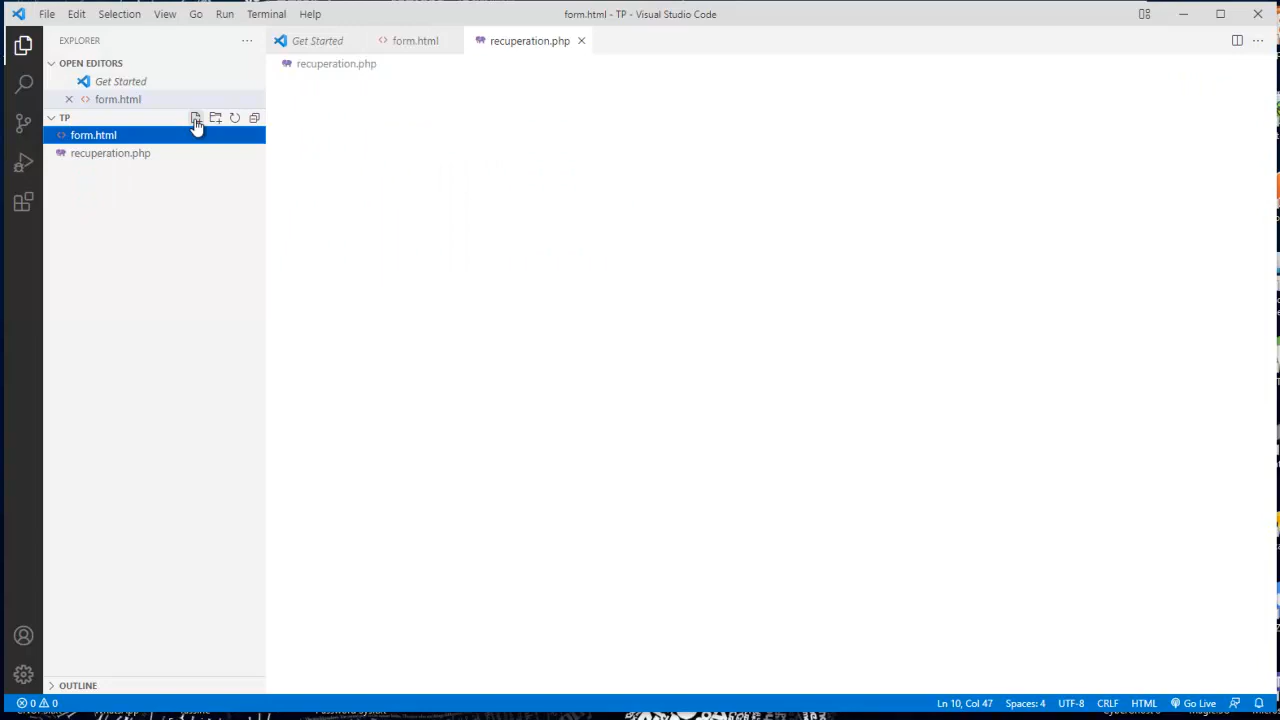 File Edit Selection View Go Run Terminal Help
form.html - TP - Visual Studio Code
EXPLORER
Get Started
form.html
recuperation.php
OPEN EDITORS
recuperation.php
Get Started
form.html
TP
form.html
recuperation.php
OUTLINE
0 0
Ln 10, Col 47
Spaces: 4
UTF-8
CRLF
HTML
Go Live